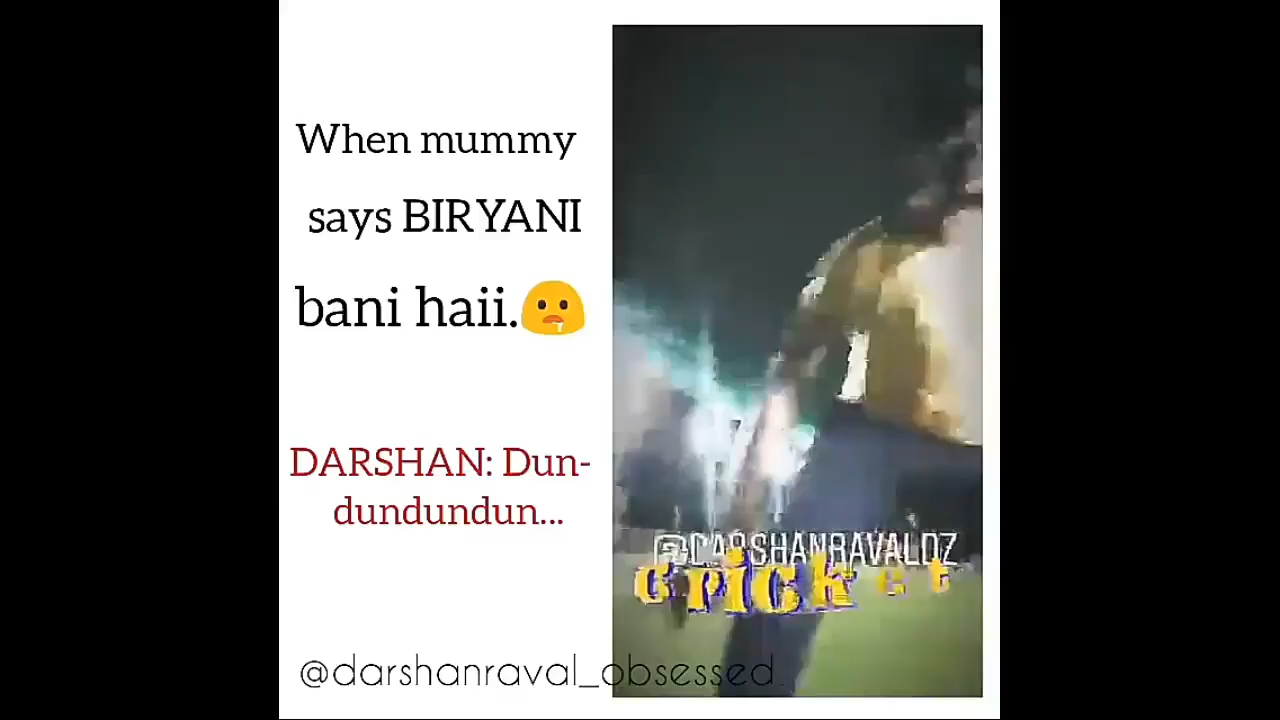 When mummy
says BIRYANI
bani haii.
DARSHAN: Dun-
dundundun...
@DARSHANRAVALDZ
cricket
@darshanraval_obsessed.